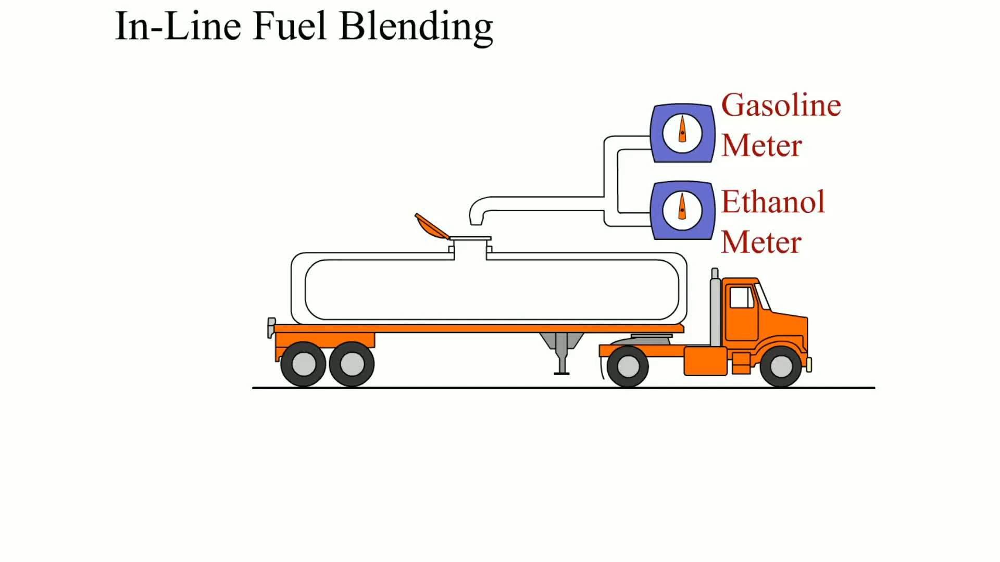 In-Line Fuel Blending
Gasoline
Meter
Ethanol
Meter